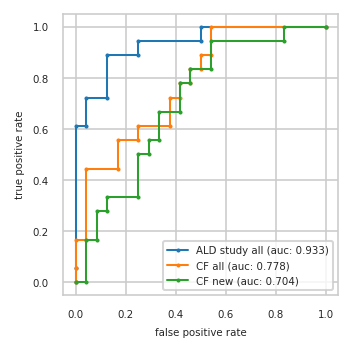 1.0
0.8
0.6
0.4
0.2
0.0
true positive rate
ALD study all (auc: 0.933)
CF all (auc: 0.778)
CF new (auc: 0.704)
0.0 0.2 0.4 0.6 0.8 1.0
false positive rate